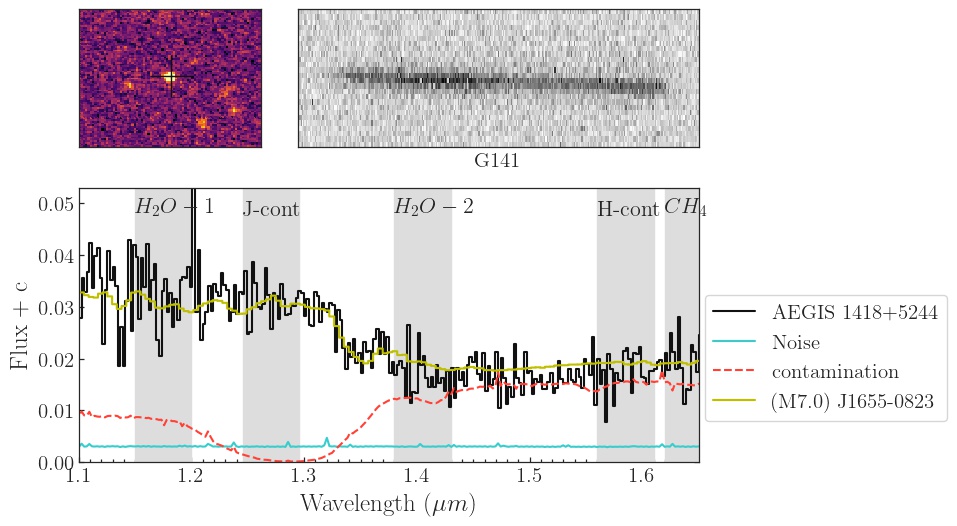 G141
H₂O − 1
J-cont
H₂O − 2
H-cont
CH₄
0.05
0.04
0.03
0.02
0.01
0.00
Flux + c
1.1 1.2 1.3 1.4 1.5 1.6
Wavelength (μm)
AEGIS 1418+5244
Noise
contamination
(M7.0) J1655-0823